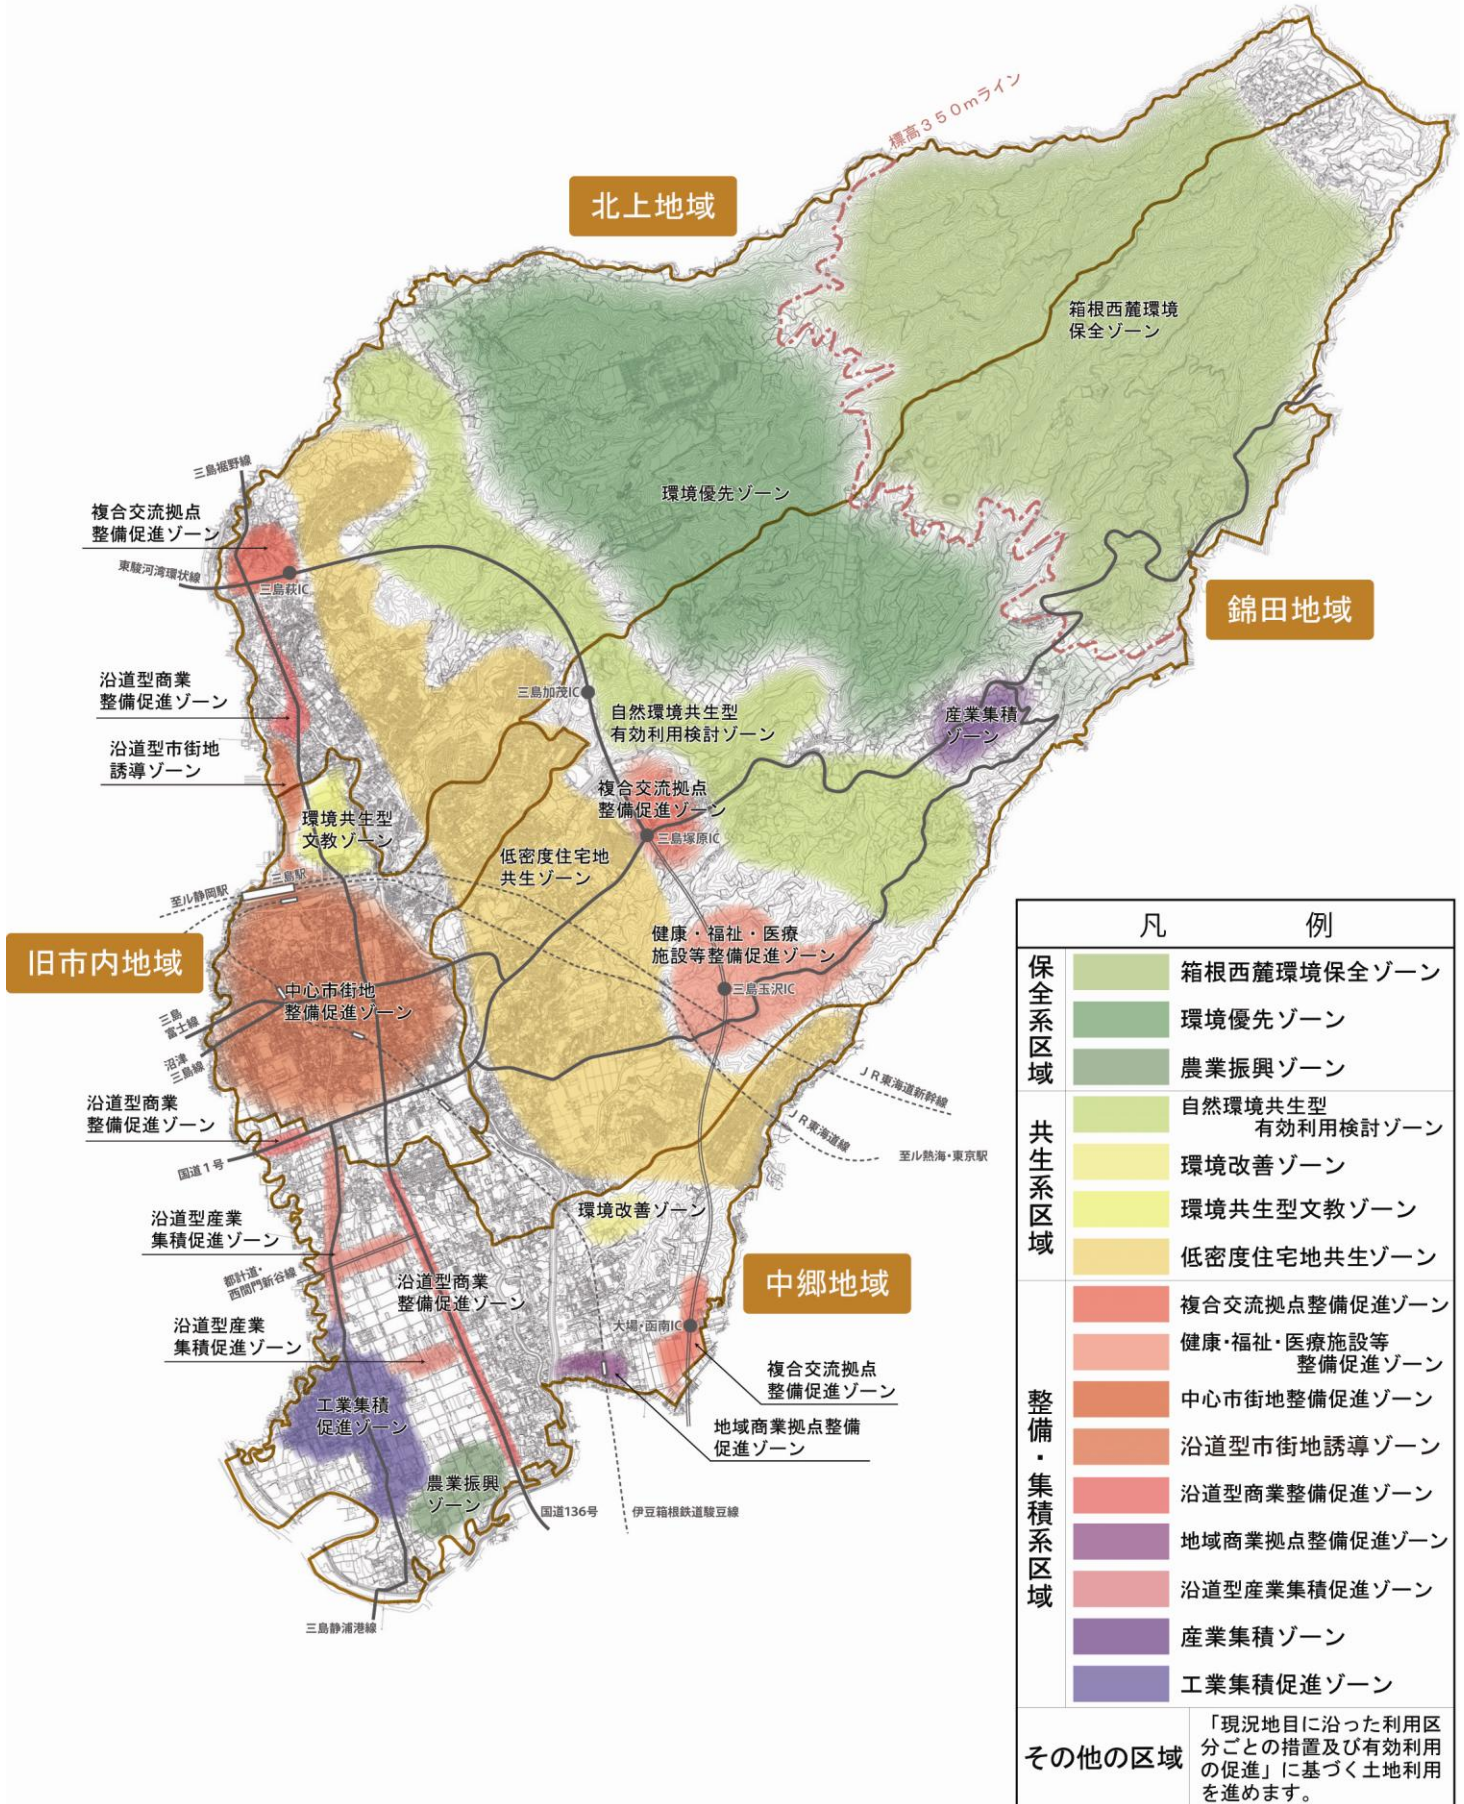 標高350mライン
北上地域
箱根西麓環境
保全ゾーン
三島裾野線
環境優先ゾーン
複合交流拠点
整備促進ゾーン
東駿河湾環状線
三島萩IC
錦田地域
沿道型商業
整備促進ゾーン
三島加茂IC
自然環境共生型
有効利用検討ゾーン
産業集積
ゾーン
沿道型市街地
誘導ゾーン
複合交流拠点
整備促進ゾーン
環境共生型
文教ゾーン
三島塚原IC
低密度住宅地
共生ゾーン
三島駅
至ル静岡駅
健康・福祉・医療
施設等整備促進ゾーン
旧市内地域
中心市街地
整備促進ゾーン
三島玉沢IC
三島
富士線
沼津
三島線
JR東海道新幹線
沿道型商業
整備促進ゾーン
JR東海道線
国道1号
至ル熱海・東京駅
環境改善ゾーン
沿道型産業
集積促進ゾーン
都計道・
西間門新谷線
中郷地域
沿道型商業
整備促進ゾーン
沿道型産業
集積促進ゾーン
大場・函南IC
複合交流拠点
整備促進ゾーン
工業集積
促進ゾーン
地域商業拠点整備
促進ゾーン
農業振興
ゾーン
国道136号
伊豆箱根鉄道駿豆線
三島静浦港線
凡 例
保全系区域
箱根西麓環境保全ゾーン
環境優先ゾーン
農業振興ゾーン
共生系区域
自然環境共生型
有効利用検討ゾーン
環境改善ゾーン
環境共生型文教ゾーン
低密度住宅地共生ゾーン
整備・集積系区域
複合交流拠点整備促進ゾーン
健康・福祉・医療施設等
整備促進ゾーン
中心市街地整備促進ゾーン
沿道型市街地誘導ゾーン
沿道型商業整備促進ゾーン
地域商業拠点整備促進ゾーン
沿道型産業集積促進ゾーン
産業集積ゾーン
工業集積促進ゾーン
その他の区域
「現況地目に沿った利用区
分ごとの措置及び有効利用
の促進」に基づく土地利用
を進めます。